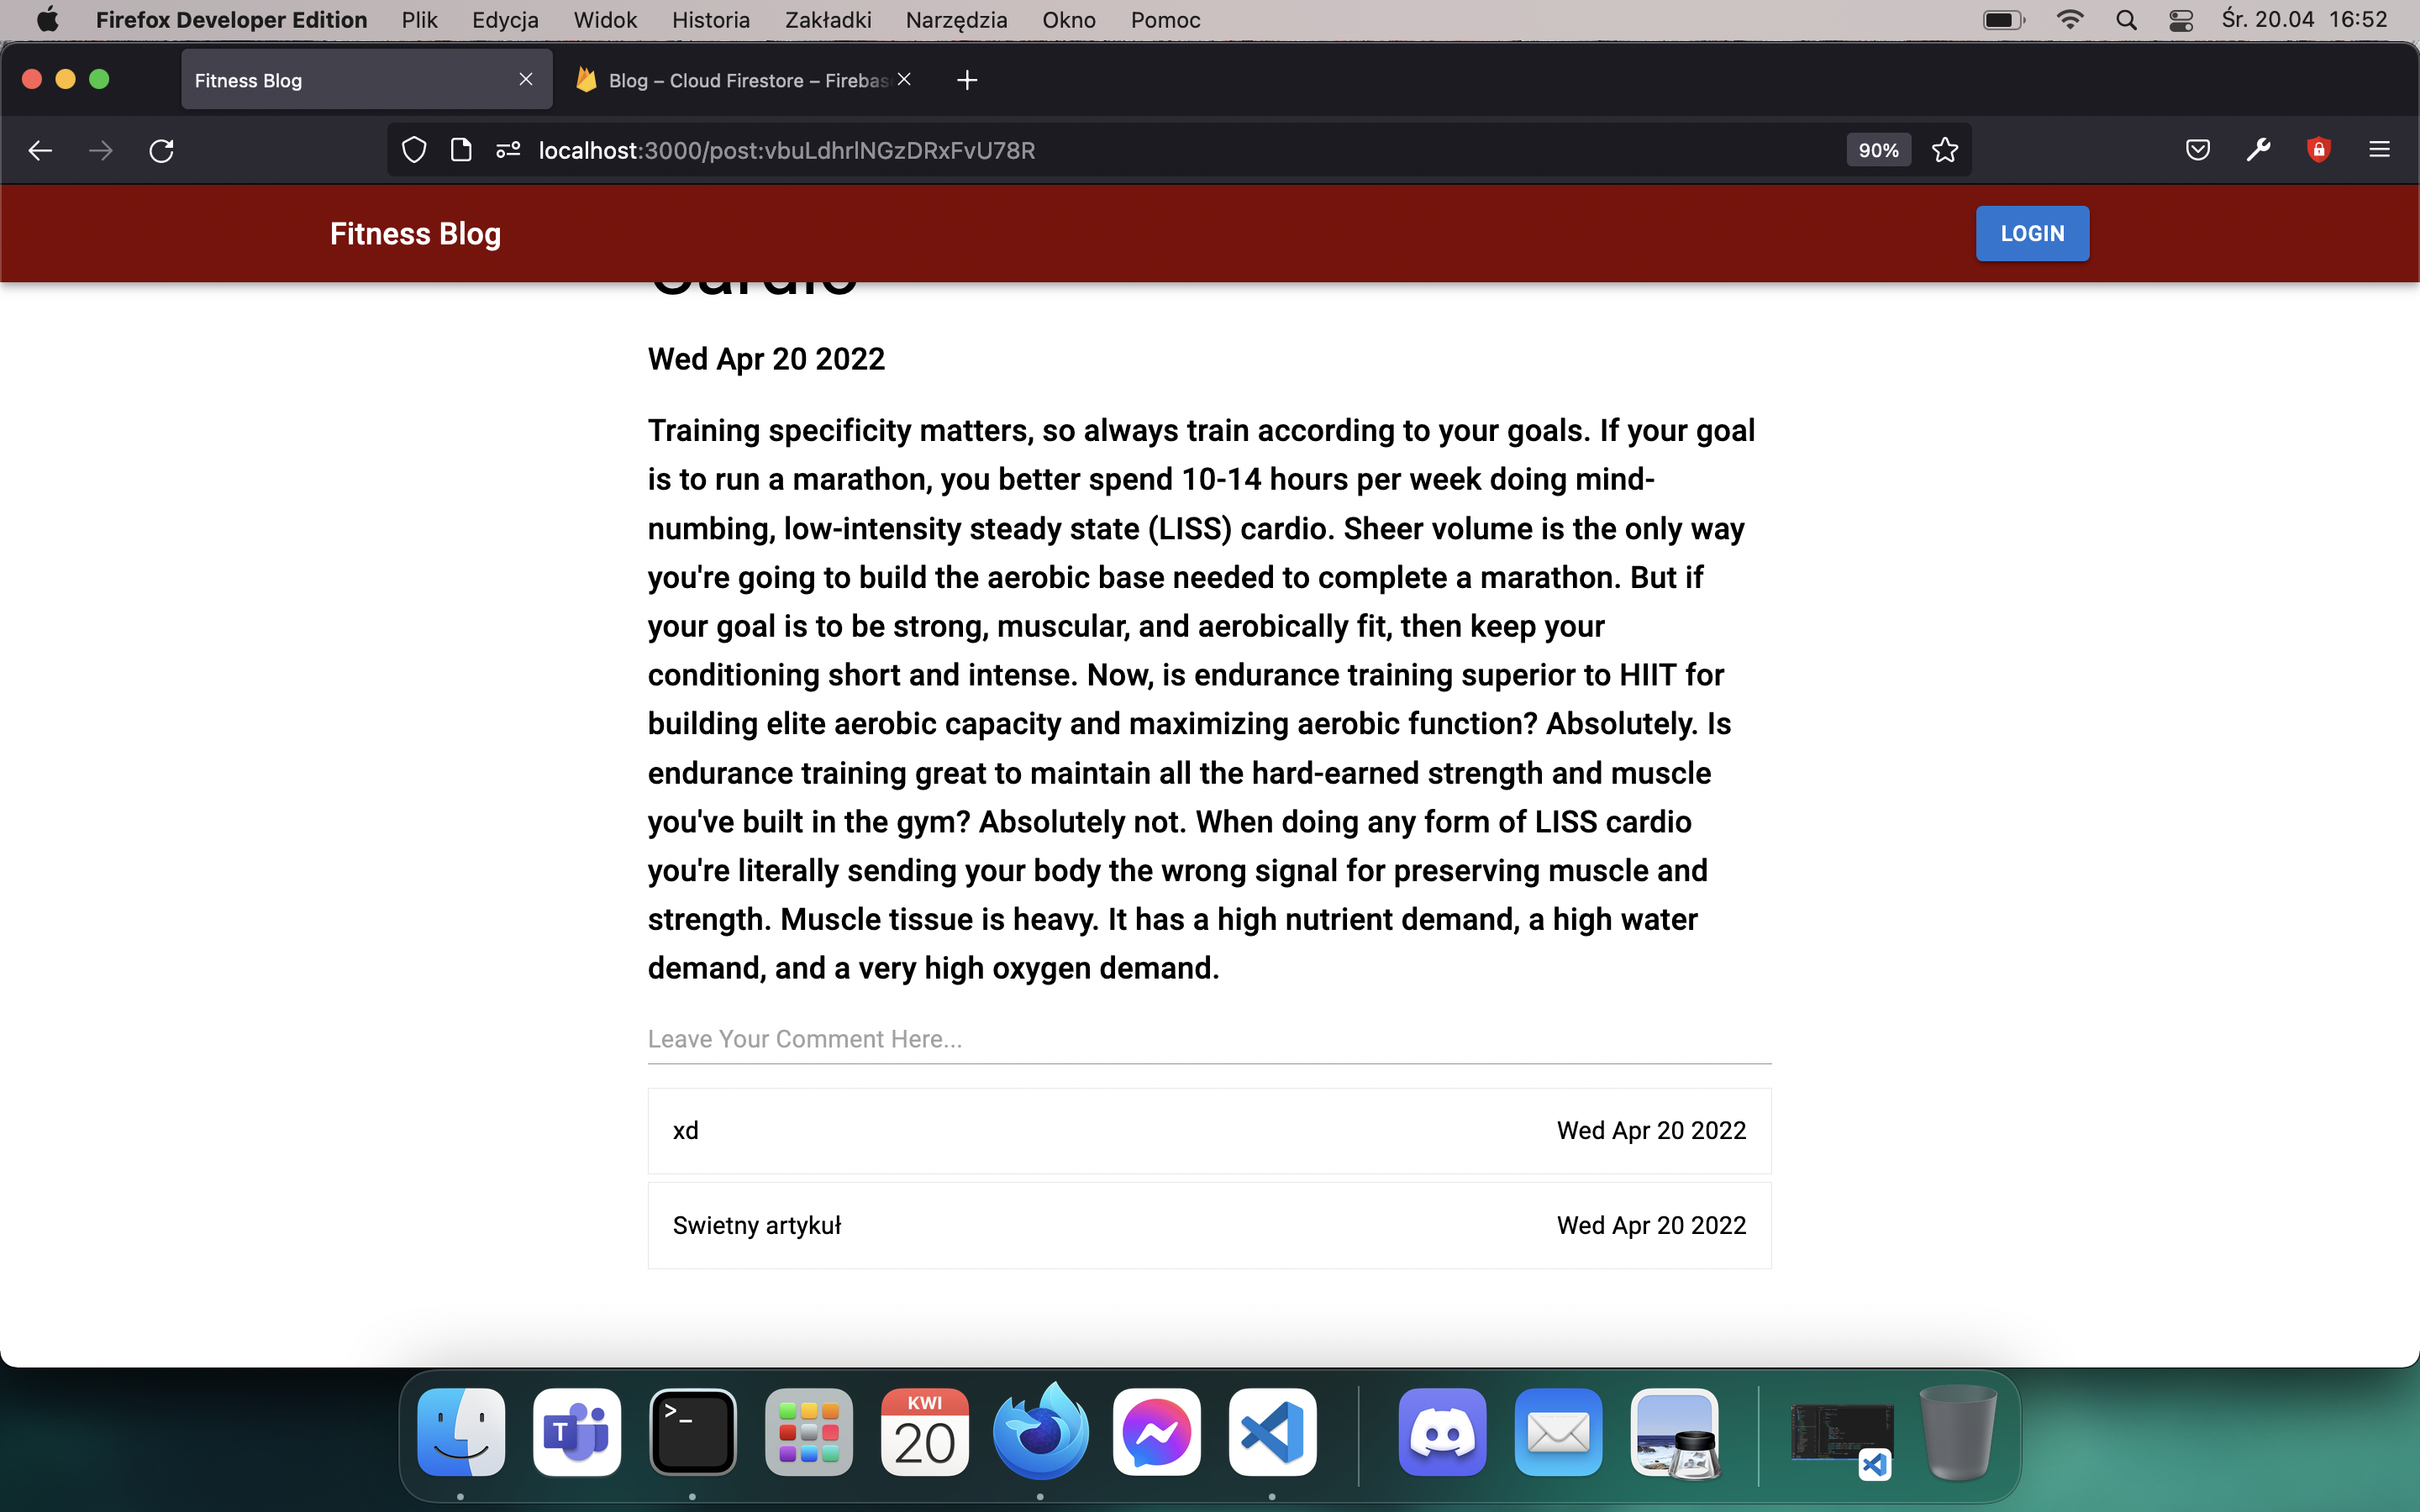 Firefox Developer Edition Plik Edycja Widok Historia Zakładki Narzędzia Okno Pomoc Śr. 20.04 16:52
Fitness Blog Blog – Cloud Firestore – Firebas
localhost:3000/post:vbuLdhrlNGzDRxFvU78R 90%
Fitness Blog LOGIN
Cardio
Wed Apr 20 2022
Training specificity matters, so always train according to your goals. If your goal
is to run a marathon, you better spend 10-14 hours per week doing mind-
numbing, low-intensity steady state (LISS) cardio. Sheer volume is the only way
you're going to build the aerobic base needed to complete a marathon. But if
your goal is to be strong, muscular, and aerobically fit, then keep your
conditioning short and intense. Now, is endurance training superior to HIIT for
building elite aerobic capacity and maximizing aerobic function? Absolutely. Is
endurance training great to maintain all the hard-earned strength and muscle
you've built in the gym? Absolutely not. When doing any form of LISS cardio
you're literally sending your body the wrong signal for preserving muscle and
strength. Muscle tissue is heavy. It has a high nutrient demand, a high water
demand, and a very high oxygen demand.
Leave Your Comment Here...
xd Wed Apr 20 2022
Swietny artykuł Wed Apr 20 2022
T >_ KWI
20